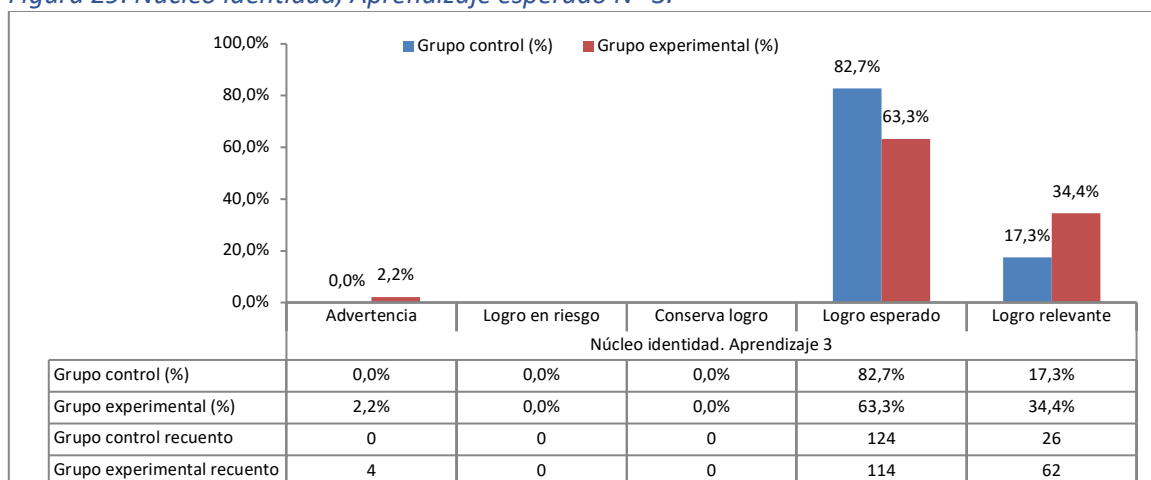 Figura 25. Núcleo Identidad, Aprendizaje esperado N° 3.
100,0%
80,0%
60,0%
40,0%
20,0%
0,0%
Grupo control (%) Grupo experimental (%)
0,0% 2,2% 82,7% 63,3% 17,3% 34,4%
Advertencia Logro en riesgo Conserva logro Logro esperado Logro relevante
Núcleo identidad. Aprendizaje 3
Grupo control (%) 0,0% 0,0% 0,0% 82,7% 17,3%
Grupo experimental (%) 2,2% 0,0% 0,0% 63,3% 34,4%
Grupo control recuento 0 0 0 124 26
Grupo experimental recuento 4 0 0 114 62